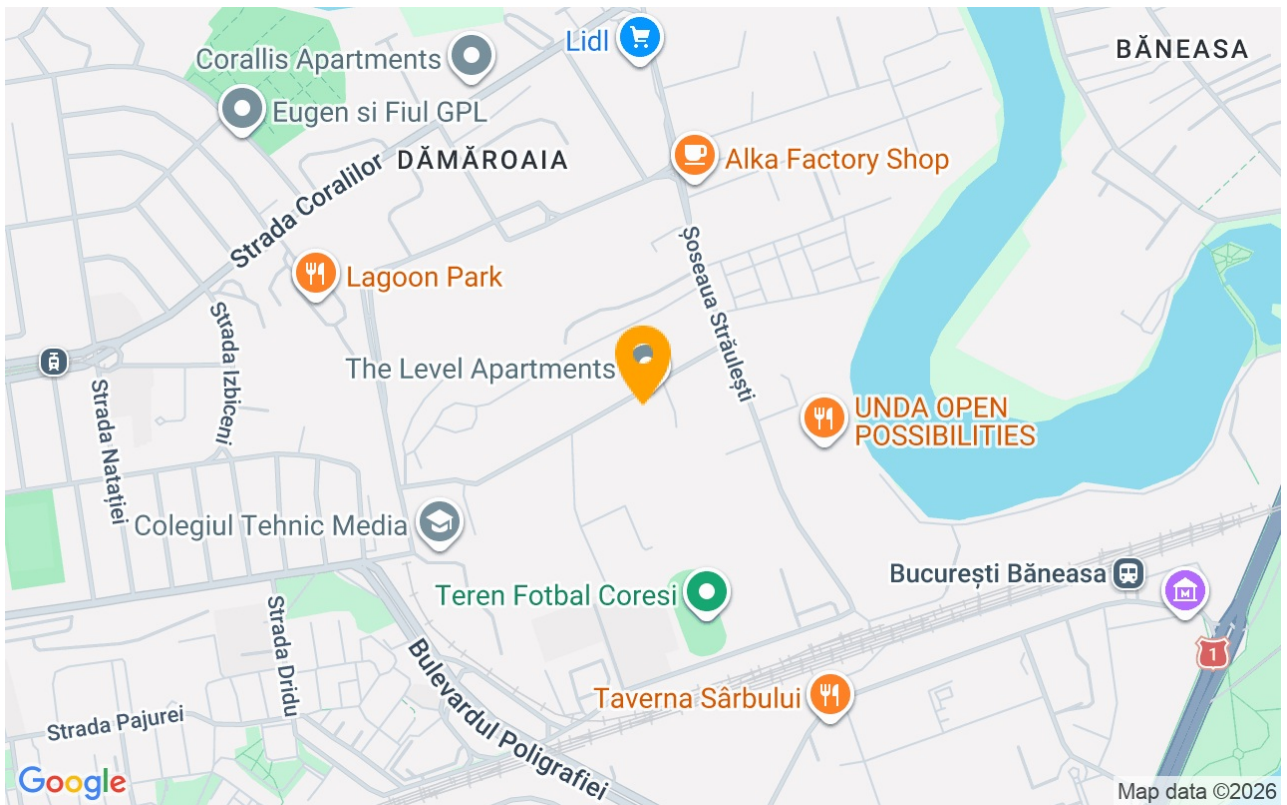 Lidl
BĂNEASA
Corallis Apartments
Eugen si Fiul GPL
DĂMĂROAIA
Alka Factory Shop
Strada Coralilor
Șoseaua Străulești
Lagoon Park
Strada Izbiceni
The Level Apartments
Strada Natației
UNDA OPEN
POSSIBILITIES
Colegiul Tehnic Media
București Băneasa
M
Teren Fotbal Coresi
1
Strada Dridu
Bulevardul Poligrafiei
Taverna Sârbului
Strada Pajurei
Google
Map data ©2026